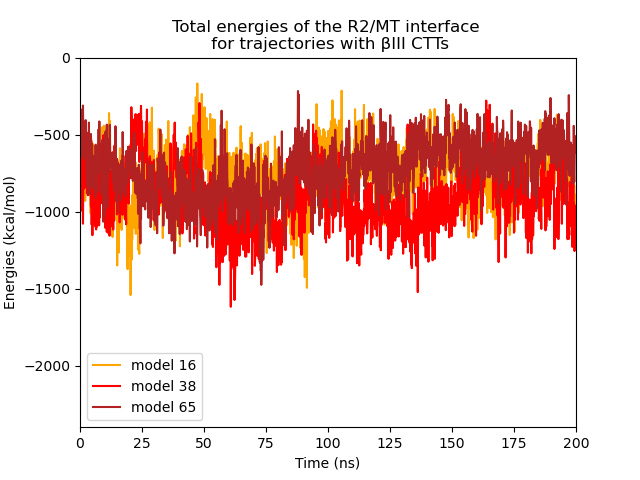 Total energies of the R2/MT interface
for trajectories with βIII CTTs
Energies (kcal/mol)
0
−500
−1000
−1500
−2000
model 16
model 38
model 65
0 25 50 75 100 125 150 175 200
Time (ns)